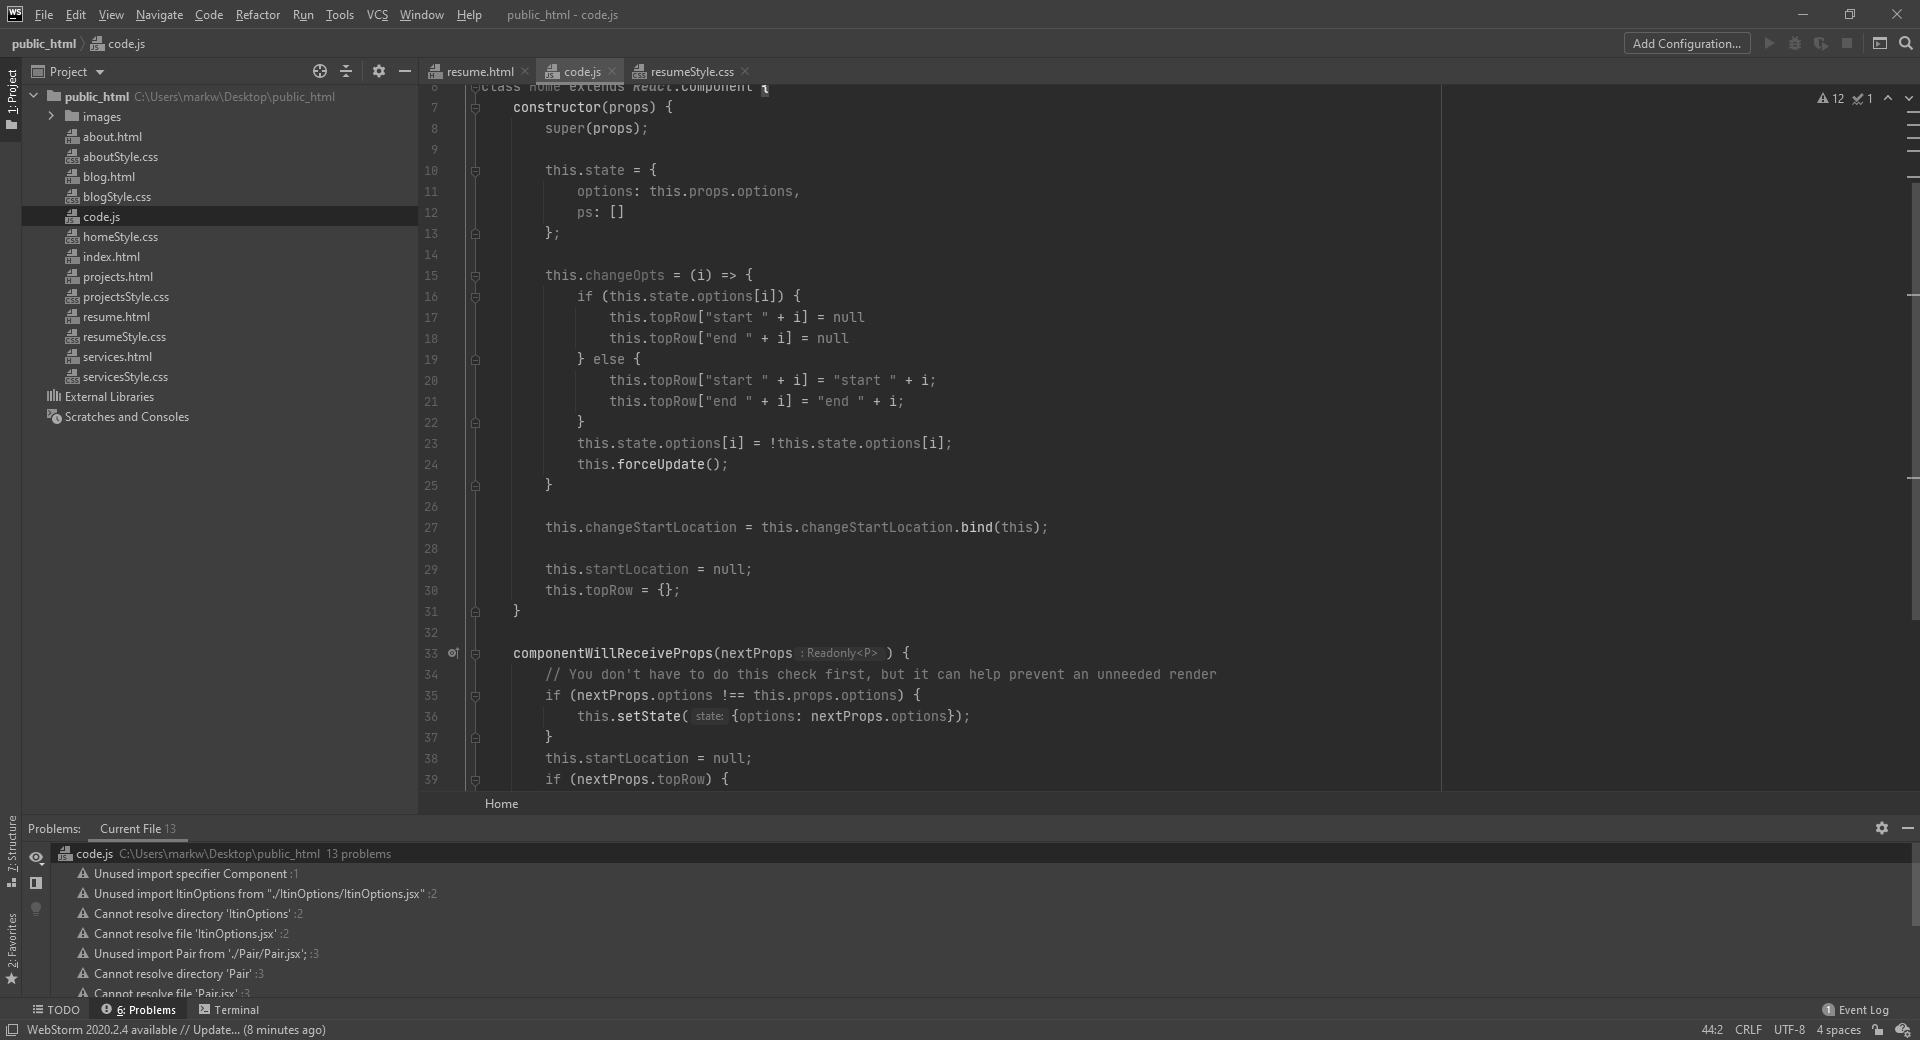 WS File Edit View Navigate Code Refactor Run Tools VCS Window Help public_html - code.js
public_html code.js Add Configuration...
1: Project
Project
public_html C:\Users\markw\Desktop\public_html
images
about.html
aboutStyle.css
blog.html
blogStyle.css
code.js
homeStyle.css
index.html
projects.html
projectsStyle.css
resume.html
resumeStyle.css
services.html
servicesStyle.css
External Libraries
Scratches and Consoles
resume.html code.js resumeStyle.css
12 1
6 class Home extends React.Component {
7 constructor(props) {
8 super(props);
9
10 this.state = {
11 options: this.props.options,
12 ps: []
13 };
14
15 this.changeOpts = (i) => {
16 if (this.state.options[i]) {
17 this.topRow["start " + i] = null
18 this.topRow["end " + i] = null
19 } else {
20 this.topRow["start " + i] = "start " + i;
21 this.topRow["end " + i] = "end " + i;
22 }
23 this.state.options[i] = !this.state.options[i];
24 this.forceUpdate();
25 }
26
27 this.changeStartLocation = this.changeStartLocation.bind(this);
28
29 this.startLocation = null;
30 this.topRow = {};
31 }
32
33 componentWillReceiveProps(nextProps : Readonly<P> ) {
34 // You don't have to do this check first, but it can help prevent an unneeded render
35 if (nextProps.options !== this.props.options) {
36 this.setState( state: {options: nextProps.options});
37 }
38 this.startLocation = null;
39 if (nextProps.topRow) {
Home
7: Structure
2: Favorites
Problems: Current File 13
code.js C:\Users\markw\Desktop\public_html 13 problems
Unused import specifier Component :1
Unused import ItinOptions from "./ItinOptions/ItinOptions.jsx" :2
Cannot resolve directory 'ItinOptions' :2
Cannot resolve file 'ItinOptions.jsx' :2
Unused import Pair from './Pair/Pair.jsx'; :3
Cannot resolve directory 'Pair' :3
Cannot resolve file 'Pair.jsx' :3
TODO 6: Problems Terminal 1 Event Log
WebStorm 2020.2.4 available // Update... (8 minutes ago) 44:2 CRLF UTF-8 4 spaces